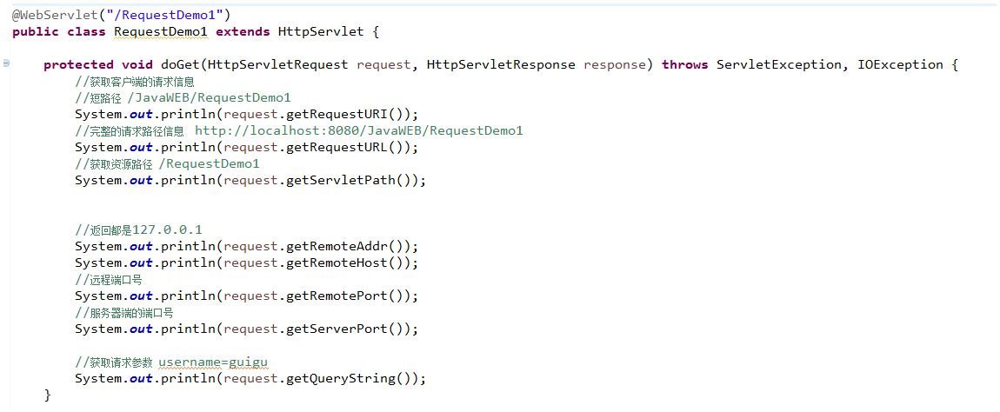 @WebServlet("/RequestDemo1")
public class RequestDemo1 extends HttpServlet {
protected void doGet(HttpServletRequest request, HttpServletResponse response) throws ServletException, IOException {
//获取客户端的请求信息
//短路径 /JavaWEB/RequestDemo1
System.out.println(request.getRequestURI());
//完整的请求路径信息 http://localhost:8080/JavaWEB/RequestDemo1
System.out.println(request.getRequestURL());
//获取资源路径 /RequestDemo1
System.out.println(request.getServletPath());
//返回都是127.0.0.1
System.out.println(request.getRemoteAddr());
System.out.println(request.getRemoteHost());
//远程端口号
System.out.println(request.getRemotePort());
//服务器端的端口号
System.out.println(request.getServerPort());
//获取请求参数 username=guigu
System.out.println(request.getQueryString());
}